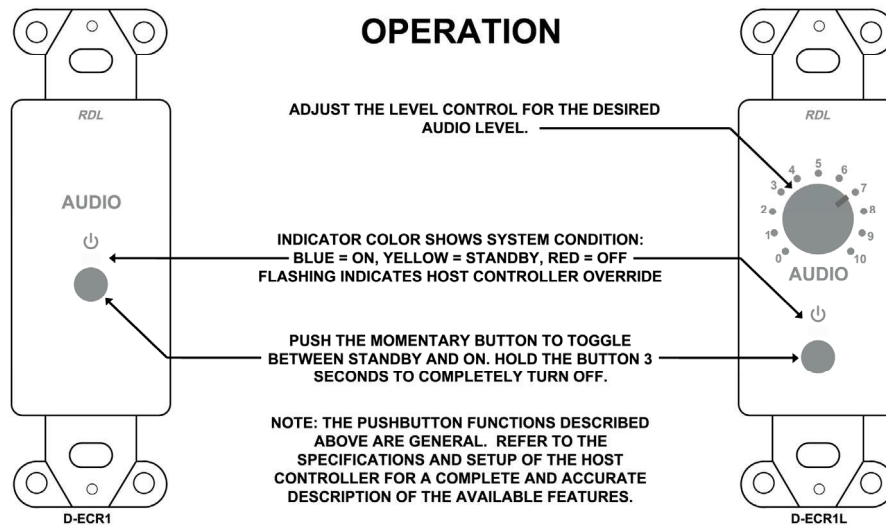 OPERATION
RDL
AUDIO
D-ECR1
ADJUST THE LEVEL CONTROL FOR THE DESIRED
AUDIO LEVEL.
INDICATOR COLOR SHOWS SYSTEM CONDITION:
BLUE = ON, YELLOW = STANDBY, RED = OFF
FLASHING INDICATES HOST CONTROLLER OVERRIDE
PUSH THE MOMENTARY BUTTON TO TOGGLE
BETWEEN STANDBY AND ON. HOLD THE BUTTON 3
SECONDS TO COMPLETELY TURN OFF.
NOTE: THE PUSHBUTTON FUNCTIONS DESCRIBED
ABOVE ARE GENERAL. REFER TO THE
SPECIFICATIONS AND SETUP OF THE HOST
CONTROLLER FOR A COMPLETE AND ACCURATE
DESCRIPTION OF THE AVAILABLE FEATURES.
RDL
0 1 2 3 4 5 6 7 8 9 10
AUDIO
D-ECR1L